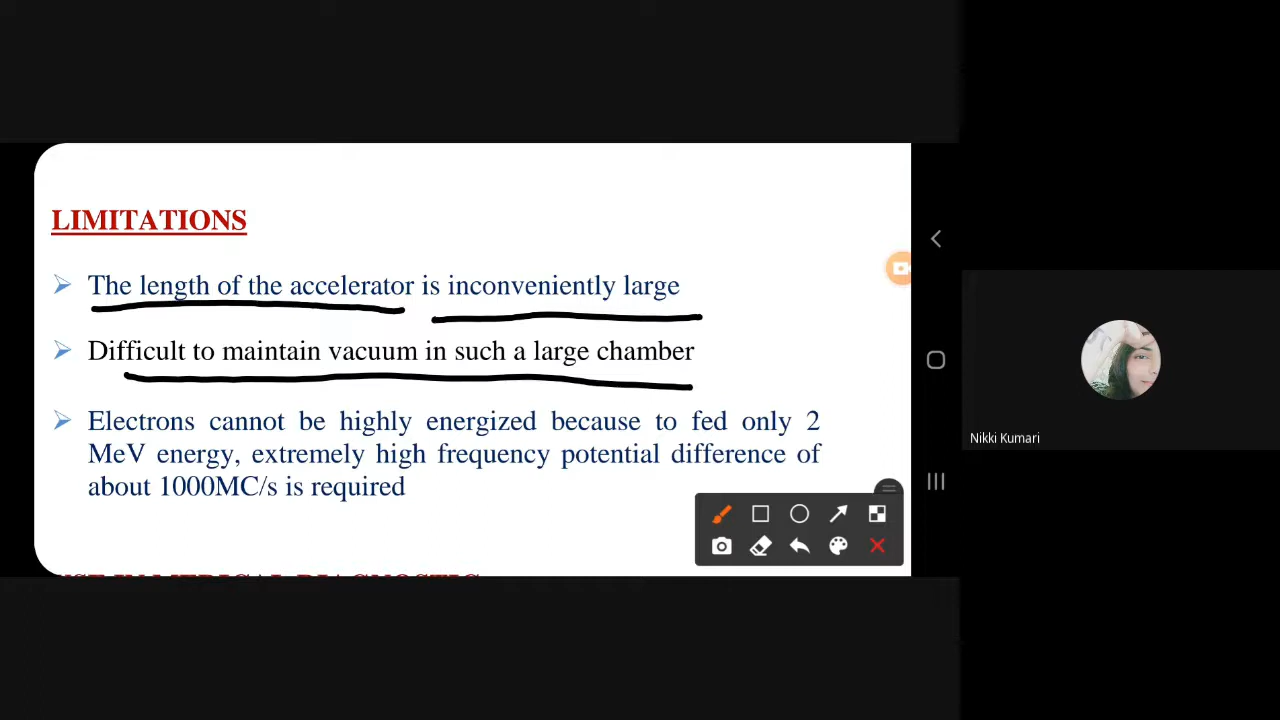 LIMITATIONS
The length of the accelerator is inconveniently large
Difficult to maintain vacuum in such a large chamber
Electrons cannot be highly energized because to fed only 2
MeV energy, extremely high frequency potential difference of
about 1000MC/s is required
Nikki Kumari